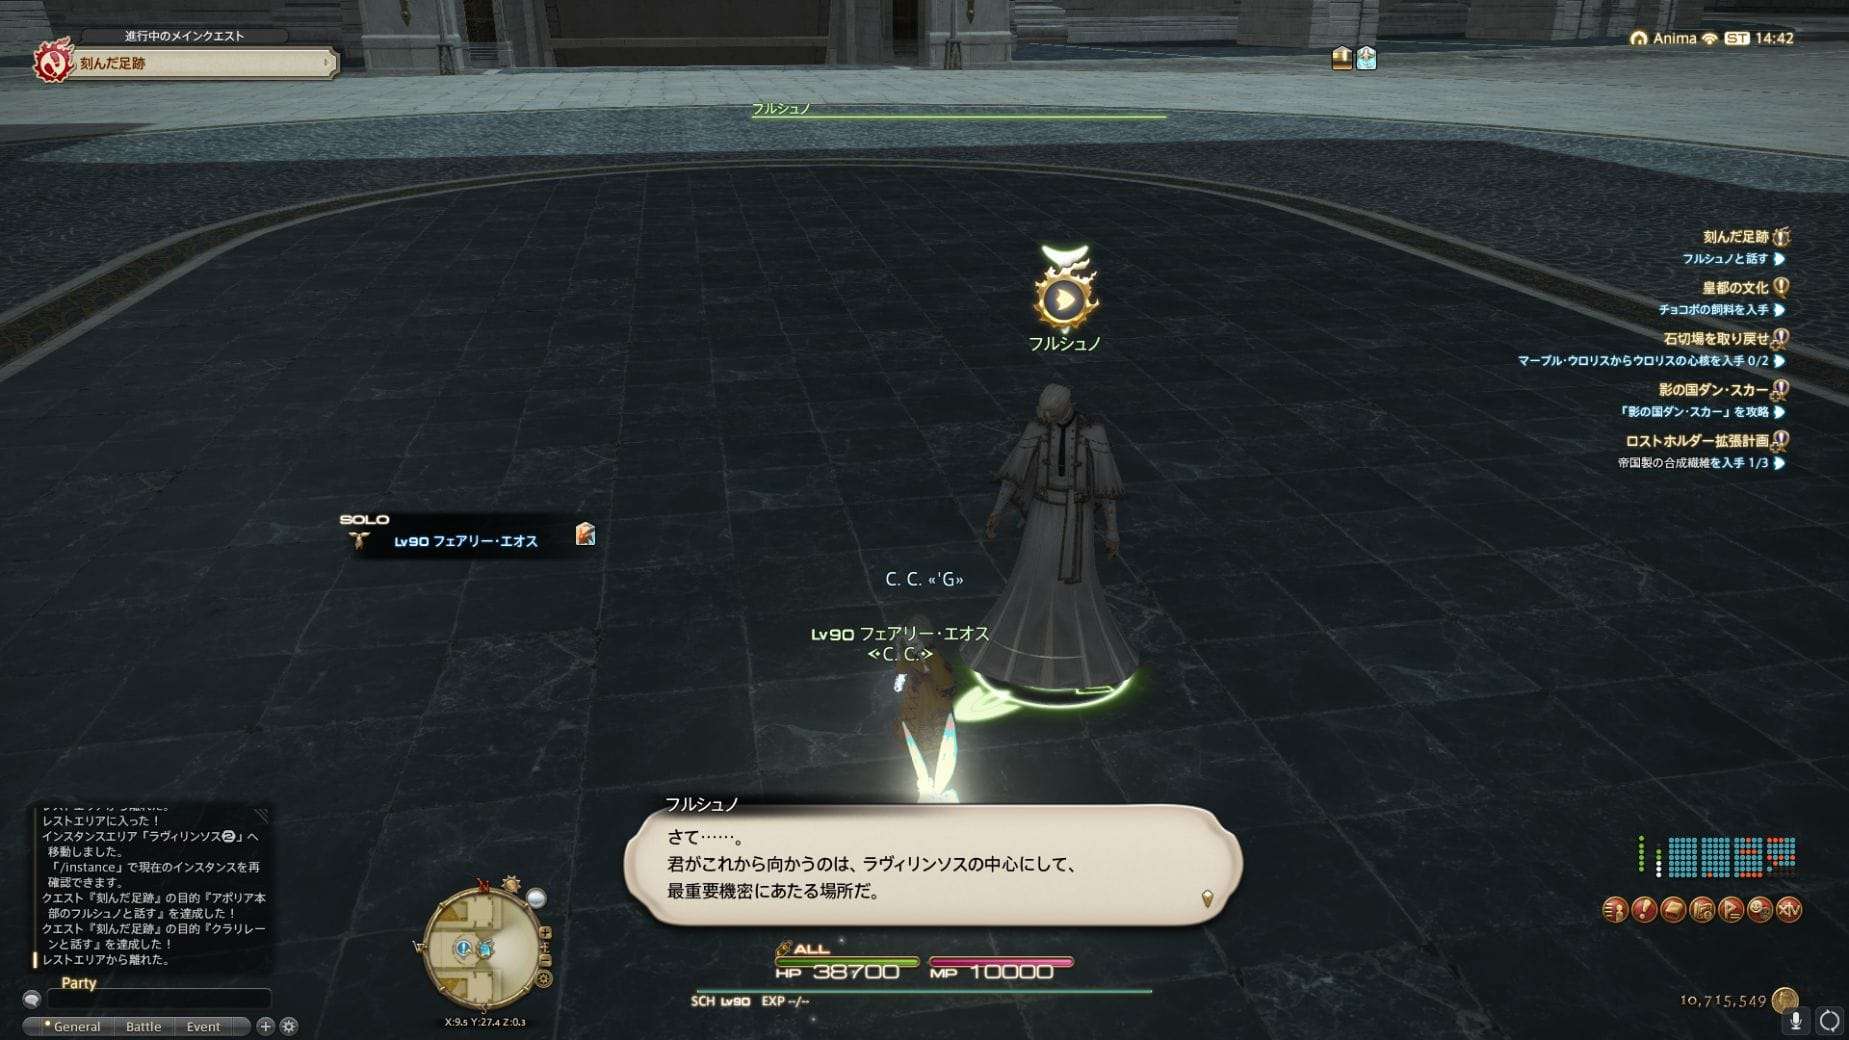 進行中のメインクエスト
刻んだ足跡
Anima ST 14:42
フルシュノ
刻んだ足跡
フルシュノと話す
皇都の文化
チョコボの飼料を入手
石切場を取り戻せ
マーブル・ウロリスからウロリスの心核を入手 0/2
影の国ダン・スカー
「影の国ダン・スカー」を攻略
ロストホルダー拡張計画
帝国製の合成繊維を入手 1/3
フルシュノ
SOLO
Lv90 フェアリー・エオス
C. C. «'G»
Lv90 フェアリー・エオス
<C. C.>
フルシュノ
さて……。
君がこれから向かうのは、ラヴィリンソスの中心にして、
最重要機密にあたる場所だ。
レストエリアから離れた。
レストエリアに入った！
インスタンスエリア「ラヴィリンソス2」へ
移動しました。
「/instance」で現在のインスタンスを再
確認できます。
クエスト『刻んだ足跡』の目的『アポリア本
部のフルシュノと話す』を達成した！
クエスト『刻んだ足跡』の目的『クラリレー
ンと話す』を達成した！
レストエリアから離れた。
Party
General Battle Event
N
W
S
E
X:9.5 Y:27.4 Z:0.3
ALL
HP 38700 MP 10000
SCH Lv90 EXP --/--
XIV
10,715,549